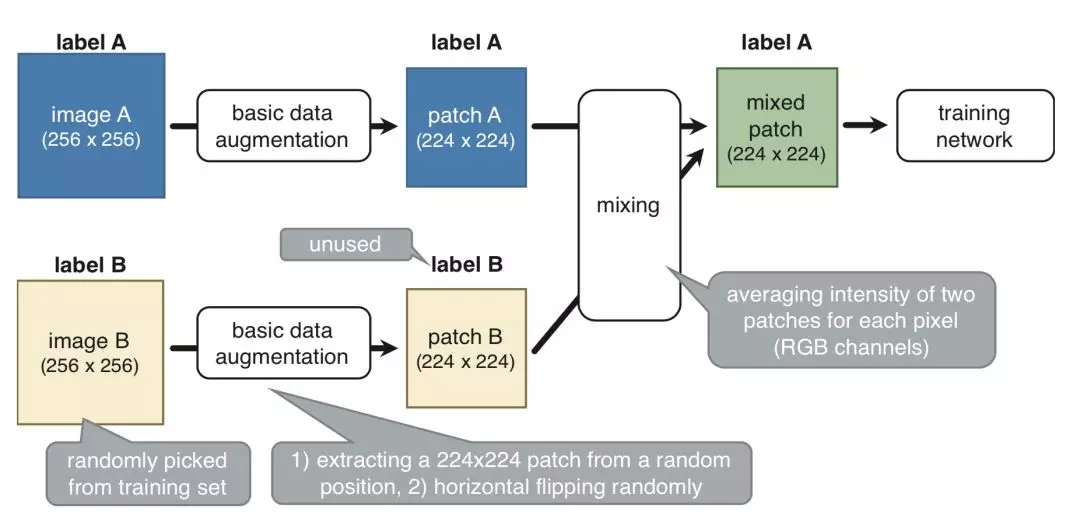 label A
label A
label A
image A
(256 x 256)
basic data
augmentation
patch A
(224 x 224)
mixing
mixed
patch
(224 x 224)
training
network
unused
label B
label B
image B
(256 x 256)
basic data
augmentation
patch B
(224 x 224)
averaging intensity of two
patches for each pixel
(RGB channels)
randomly picked
from training set
1) extracting a 224x224 patch from a random
position, 2) horizontal flipping randomly